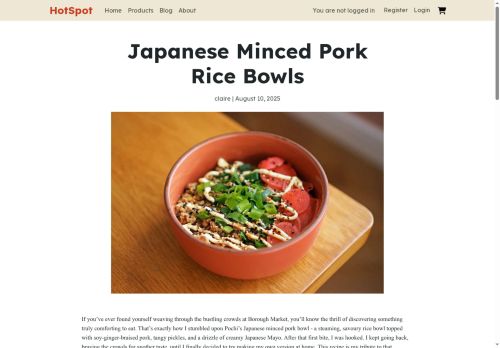 HotSpot Home Products Blog About You are not logged in Register Login
Japanese Minced Pork
Rice Bowls
claire | August 10, 2025
If you've ever found yourself weaving through the bustling crowds at Borough Market, you'll know the thrill of discovering something
truly comforting to eat. That's exactly how I stumbled upon Pochi's Japanese minced pork bowl - a steaming, savoury rice bowl topped
with soy-ginger-braised pork, tangy pickles, and a drizzle of creamy Japanese Mayo. After that first bite, I was hooked. I kept going back,
braving the crowds for another taste, until I finally decided to try making my own version at home. This recipe is my tribute to that